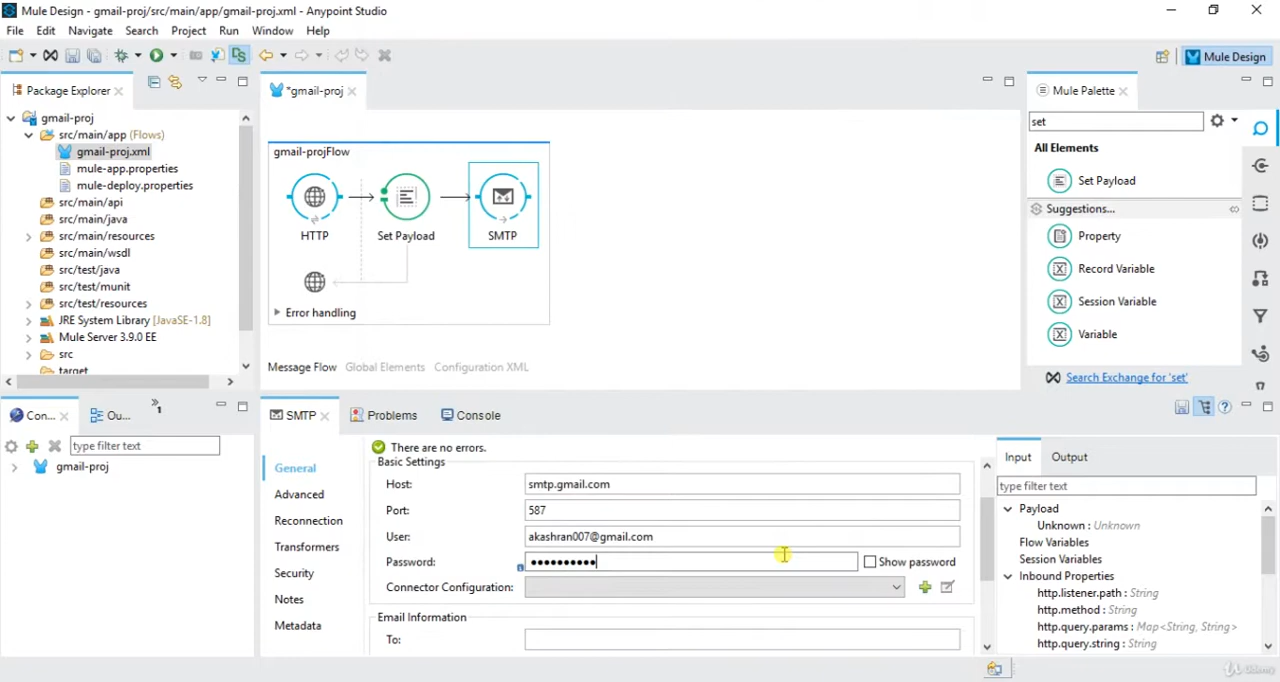 Mule Design - gmail-proj/src/main/app/gmail-proj.xml - Anypoint Studio
File Edit Navigate Search Project Run Window Help
Mule Design
Package Explorer
gmail-proj
src/main/app (Flows)
gmail-proj.xml
mule-app.properties
mule-deploy.properties
src/main/api
src/main/java
src/main/resources
src/main/wsdl
src/test/java
src/test/munit
src/test/resources
JRE System Library [JavaSE-1.8]
Mule Server 3.9.0 EE
src
target
*gmail-proj
gmail-projFlow
HTTP
Set Payload
SMTP
Error handling
Message Flow Global Elements Configuration XML
Mule Palette
set
All Elements
Set Payload
Suggestions...
Property
Record Variable
Session Variable
Variable
Search Exchange for 'set'
Con... Ou... 1
type filter text
gmail-proj
SMTP Problems Console
There are no errors.
General
Advanced
Reconnection
Transformers
Security
Notes
Metadata
Basic Settings
Host: smtp.gmail.com
Port: 587
User: akashran007@gmail.com
Password: ●●●●●●●●●● Show password
Connector Configuration:
Email Information
To:
Input Output
type filter text
Payload
Unknown : Unknown
Flow Variables
Session Variables
Inbound Properties
http.listener.path : String
http.method : String
http.query.params : Map<String, String>
http.query.string : String
Udemy